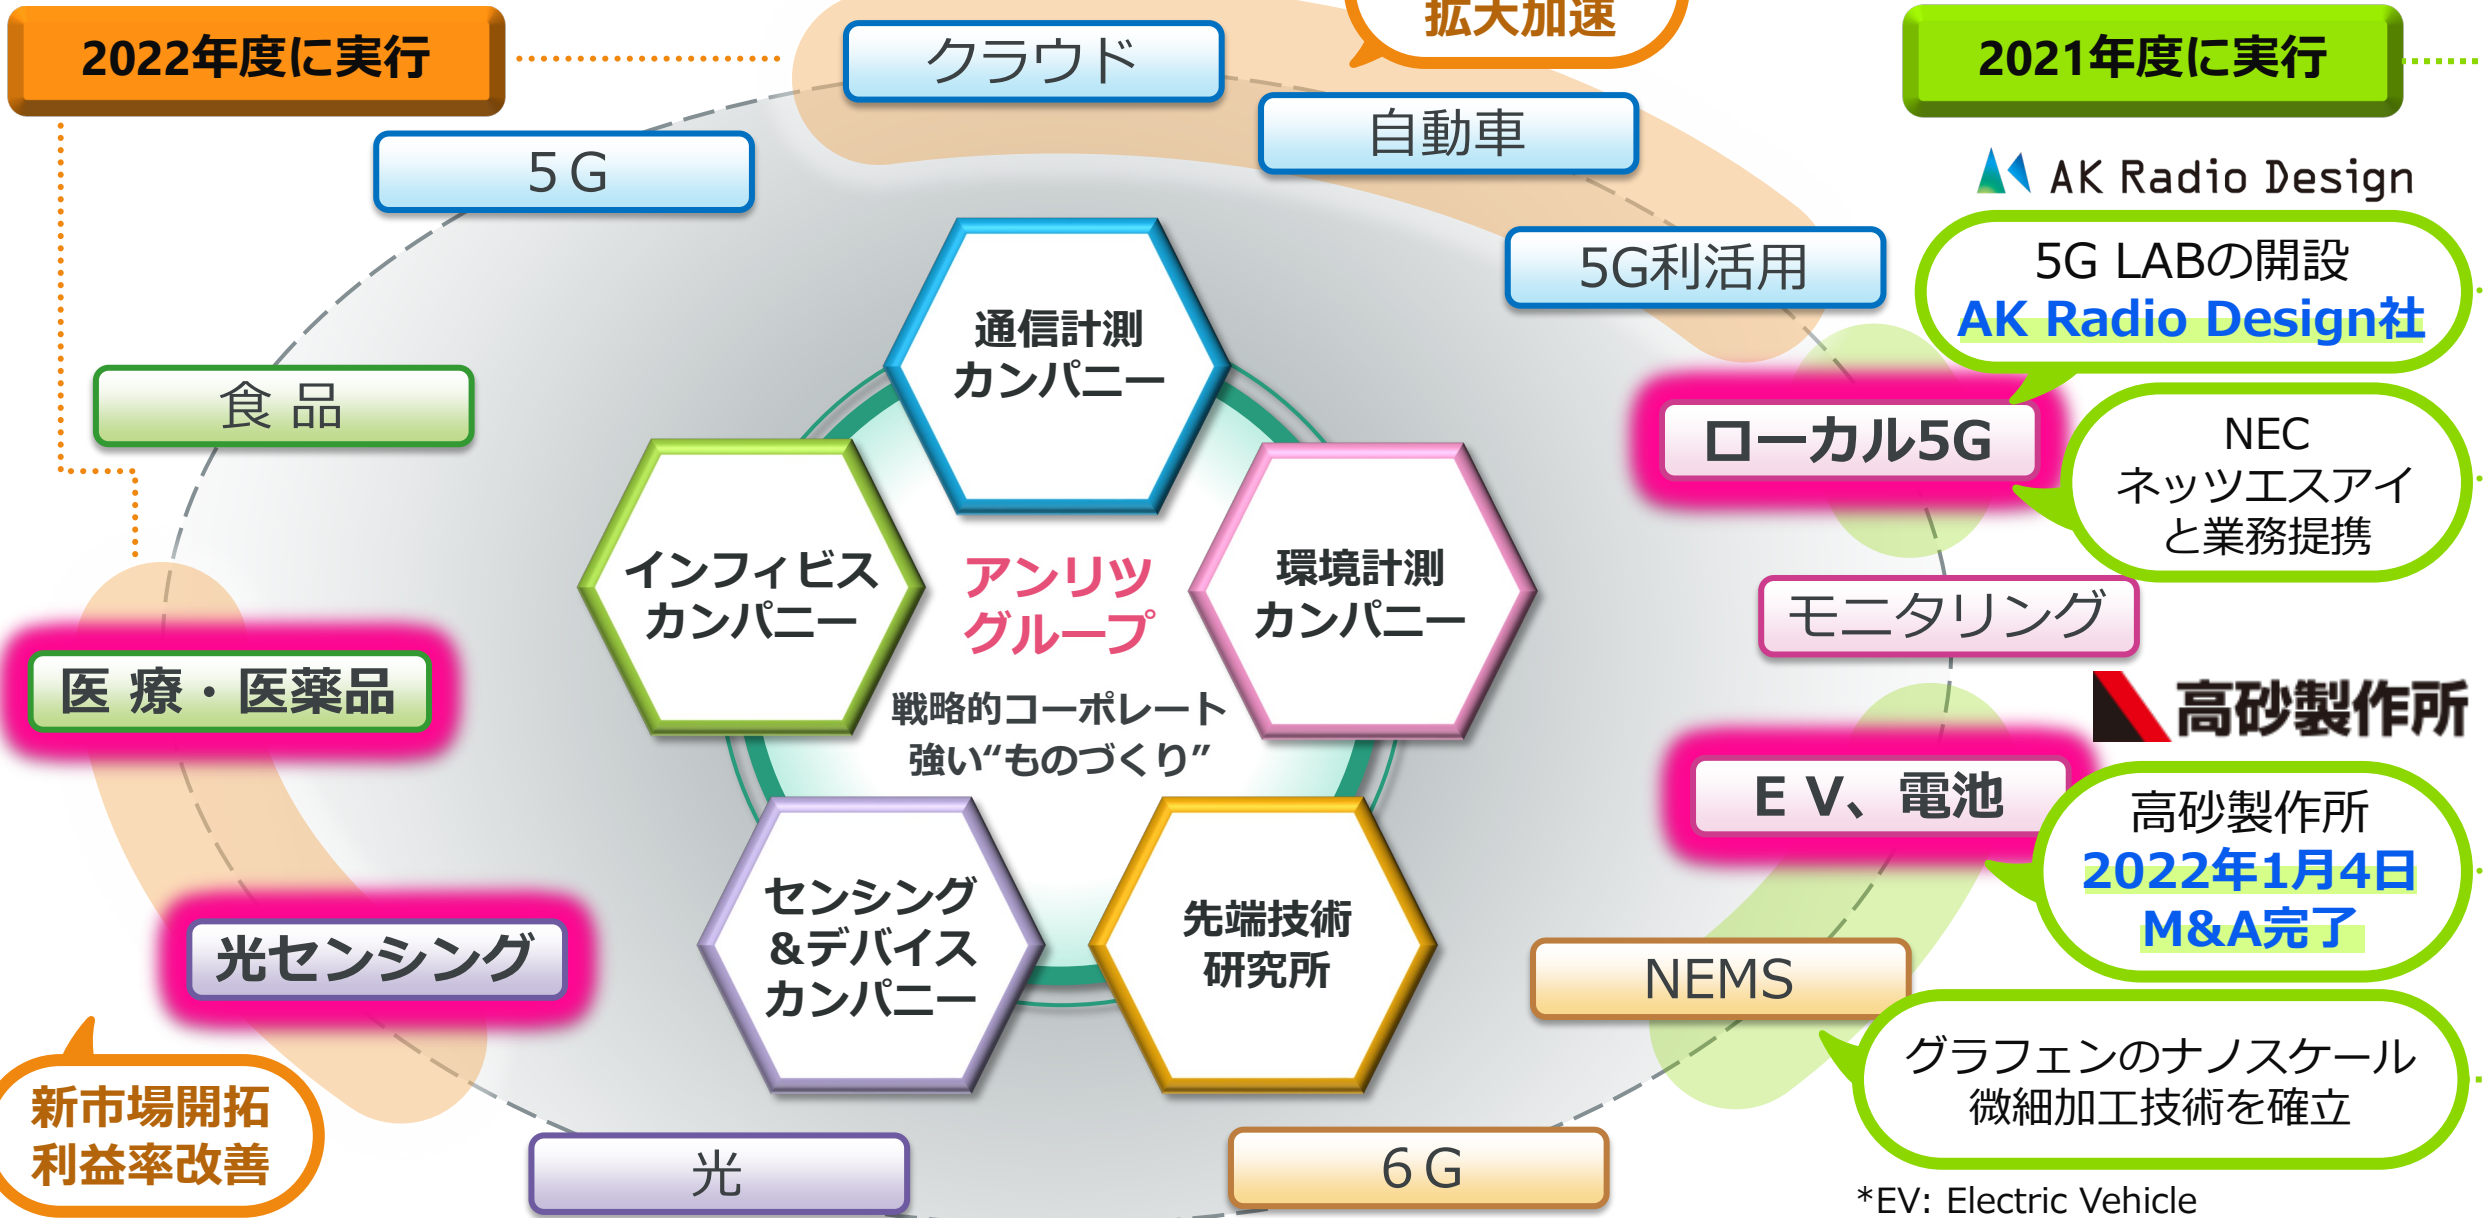 2022年度に実行
クラウド
拡大加速
2021年度に実行
自動車
5G
AK Radio Design
5G利活用
5G LABの開設
AK Radio Design社
通信計測
カンパニー
食 品
ローカル5G
NEC
ネッツエスアイ
と業務提携
インフィビス
カンパニー
アンリツ
グループ
環境計測
カンパニー
モニタリング
医 療・医薬品
戦略的コーポレート
強い“ものづくり”
高砂製作所
E V、電池
高砂製作所
2022年1月4日
M&A完了
センシング
&デバイス
カンパニー
先端技術
研究所
光センシング
NEMS
グラフェンのナノスケール
微細加工技術を確立
新市場開拓
利益率改善
光
6G
*EV: Electric Vehicle